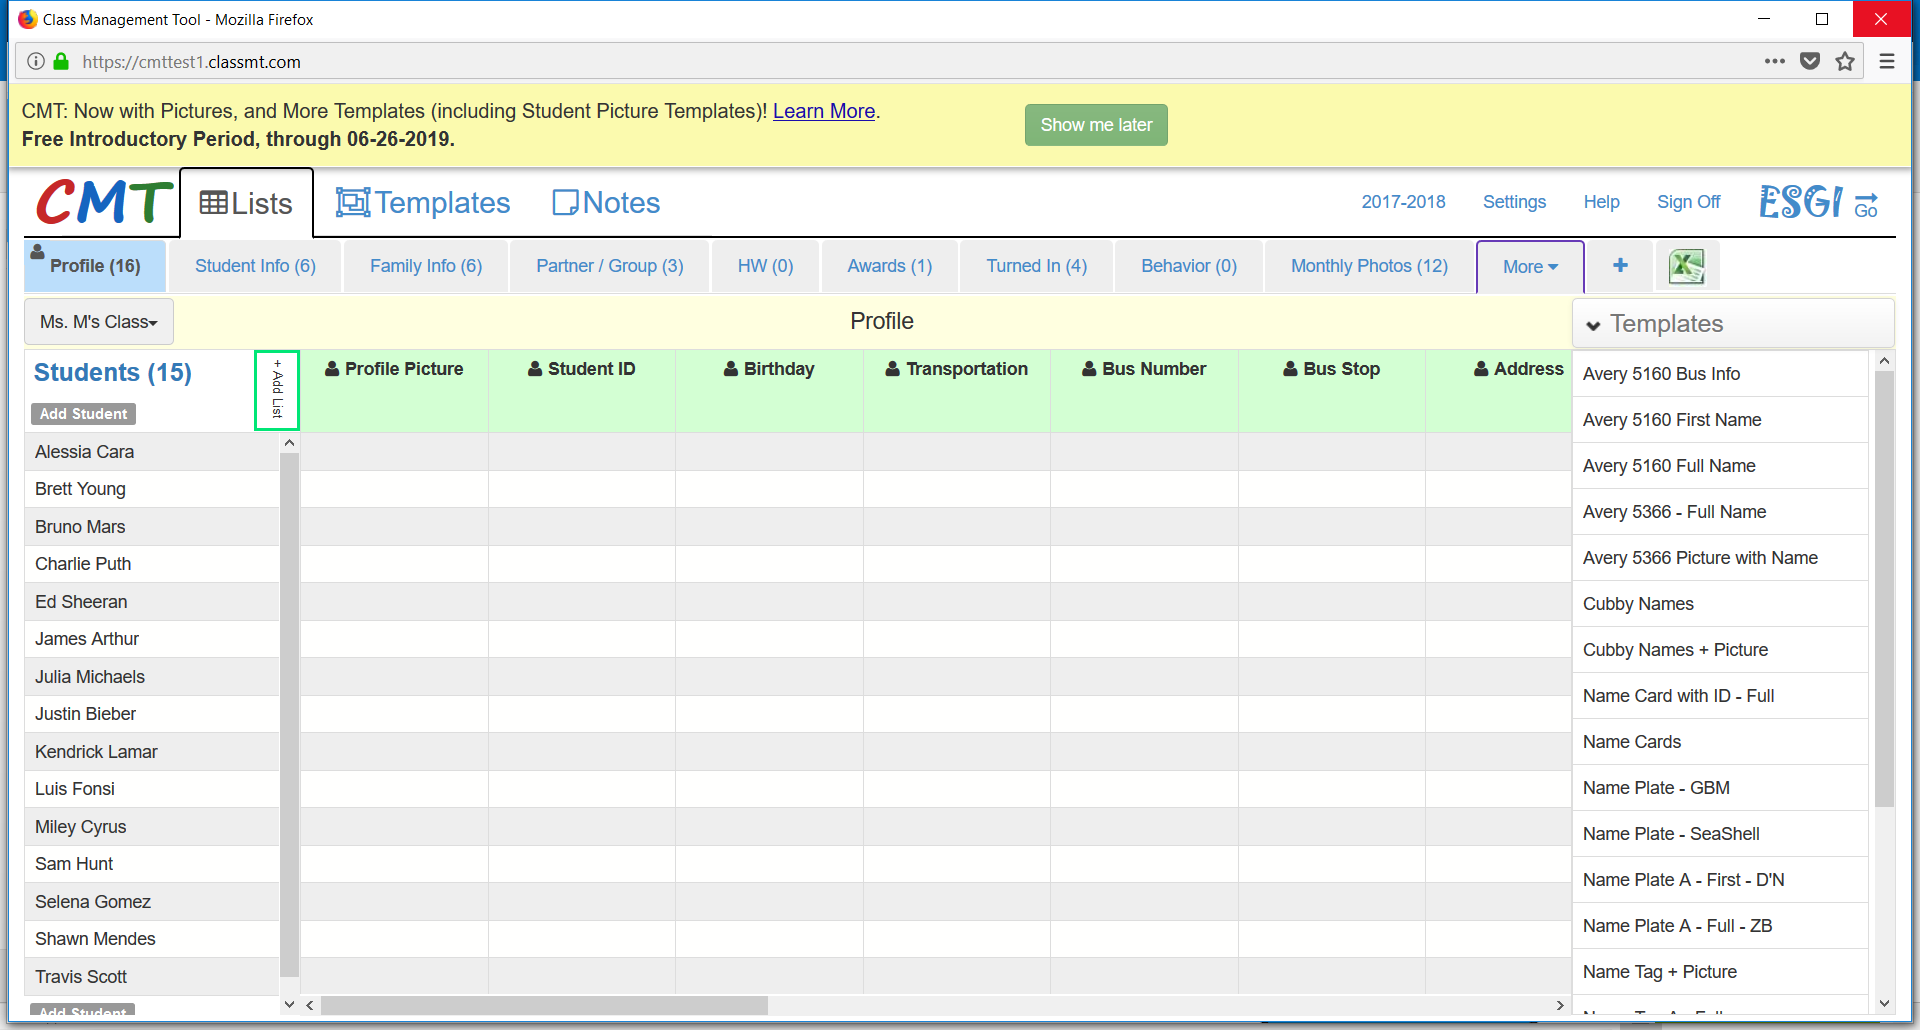 Class Management Tool - Mozilla Firefox
https://cmttest1.classmt.com
CMT: Now with Pictures, and More Templates (including Student Picture Templates)! Learn More.
Free Introductory Period, through 06-26-2019.
Show me later
CMT
Lists
Templates
Notes
2017-2018
Settings
Help
Sign Off
ESGI
Go
Profile (16)
Student Info (6)
Family Info (6)
Partner / Group (3)
HW (0)
Awards (1)
Turned In (4)
Behavior (0)
Monthly Photos (12)
More
+
Ms. M's Class
Profile
Templates
Students (15)
Add Student
+ Add List
Profile Picture
Student ID
Birthday
Transportation
Bus Number
Bus Stop
Address
Alessia Cara
Brett Young
Bruno Mars
Charlie Puth
Ed Sheeran
James Arthur
Julia Michaels
Justin Bieber
Kendrick Lamar
Luis Fonsi
Miley Cyrus
Sam Hunt
Selena Gomez
Shawn Mendes
Travis Scott
Add Student
Avery 5160 Bus Info
Avery 5160 First Name
Avery 5160 Full Name
Avery 5366 - Full Name
Avery 5366 Picture with Name
Cubby Names
Cubby Names + Picture
Name Card with ID - Full
Name Cards
Name Plate - GBM
Name Plate - SeaShell
Name Plate A - First - D'N
Name Plate A - Full - ZB
Name Tag + Picture